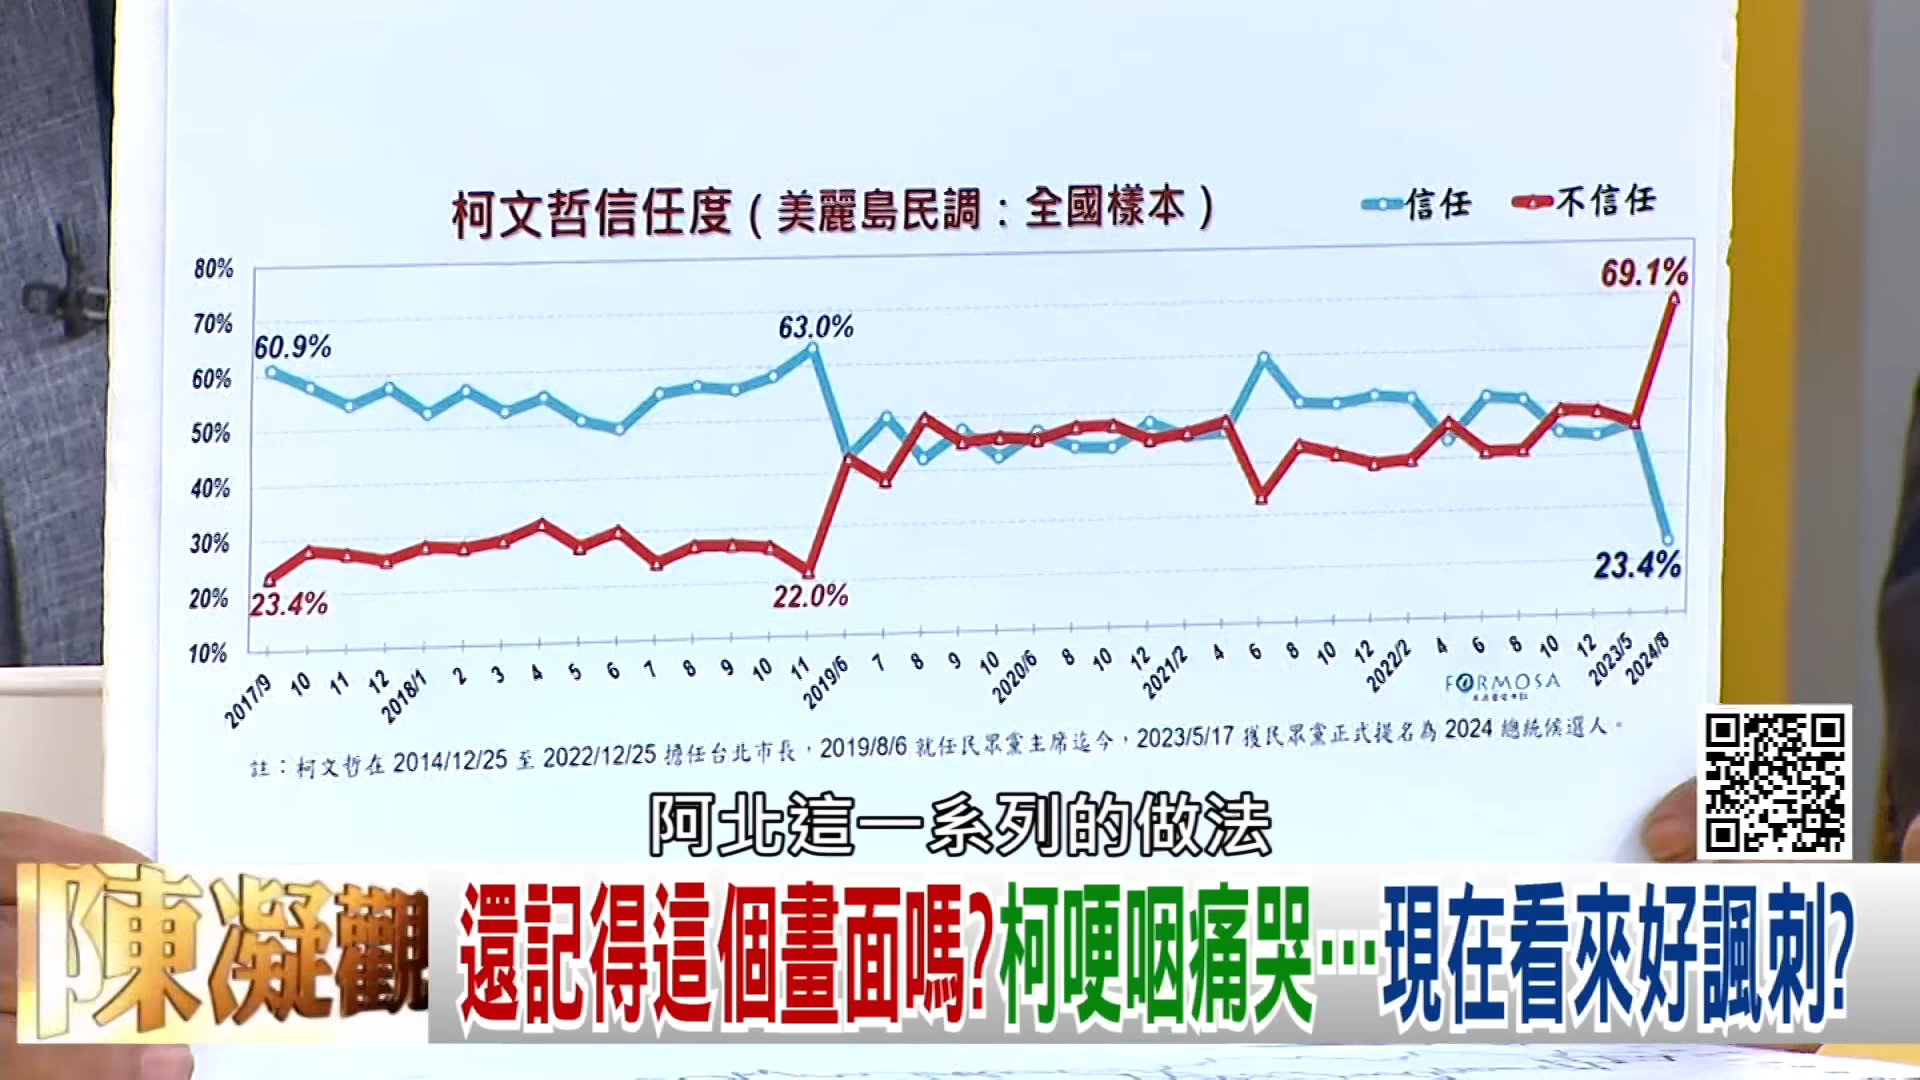 柯文哲信任度（美麗島民調：全國樣本）
信任 不信任
80%
70%
60%
50%
40%
30%
20%
10%
60.9%
63.0%
69.1%
23.4%
22.0%
23.4%
2017/9 10 11 12 2018/1 2 3 4 5 6 7 8 9 10 11 2019/6 7 8 9 10 2020/6 8 10 12 2021/2 4 6 8 10 12 2022/2 4 6 8 10 12 2023/5 2024/8
FORMOSA
註：柯文哲在 2014/12/25 至 2022/12/25 擔任台北市長，2019/8/6 就任民眾黨主席迄今，2023/5/17 獲民眾黨正式提名為 2024 總統候選人。
阿北這一系列的做法
陳凝觀
還記得這個畫面嗎?柯哽咽痛哭…現在看來好諷刺?